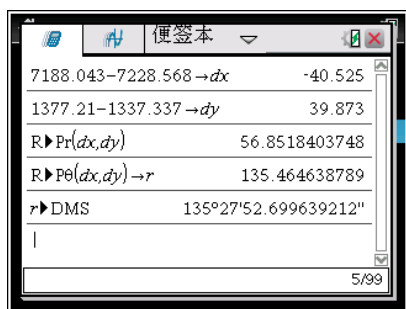 便签本
7188.043−7228.568→dx -40.525
1377.21−1337.337→dy 39.873
R▶Pr(dx,dy) 56.8518403748
R▶Pθ(dx,dy)→r 135.464638789
r▶DMS 135°27'52.699639212"
5/99